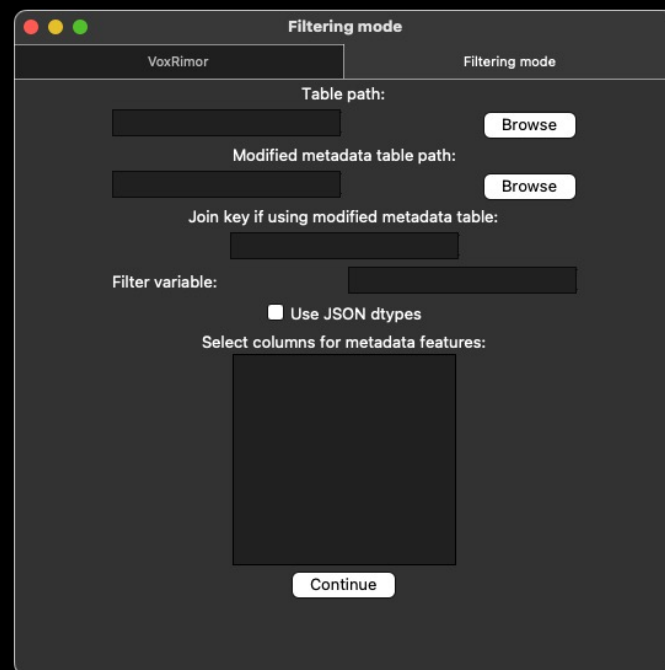 Filtering mode
VoxRimor
Filtering mode
Table path:
Browse
Modified metadata table path:
Browse
Join key if using modified metadata table:
Filter variable:
Use JSON dtypes
Select columns for metadata features:
Continue